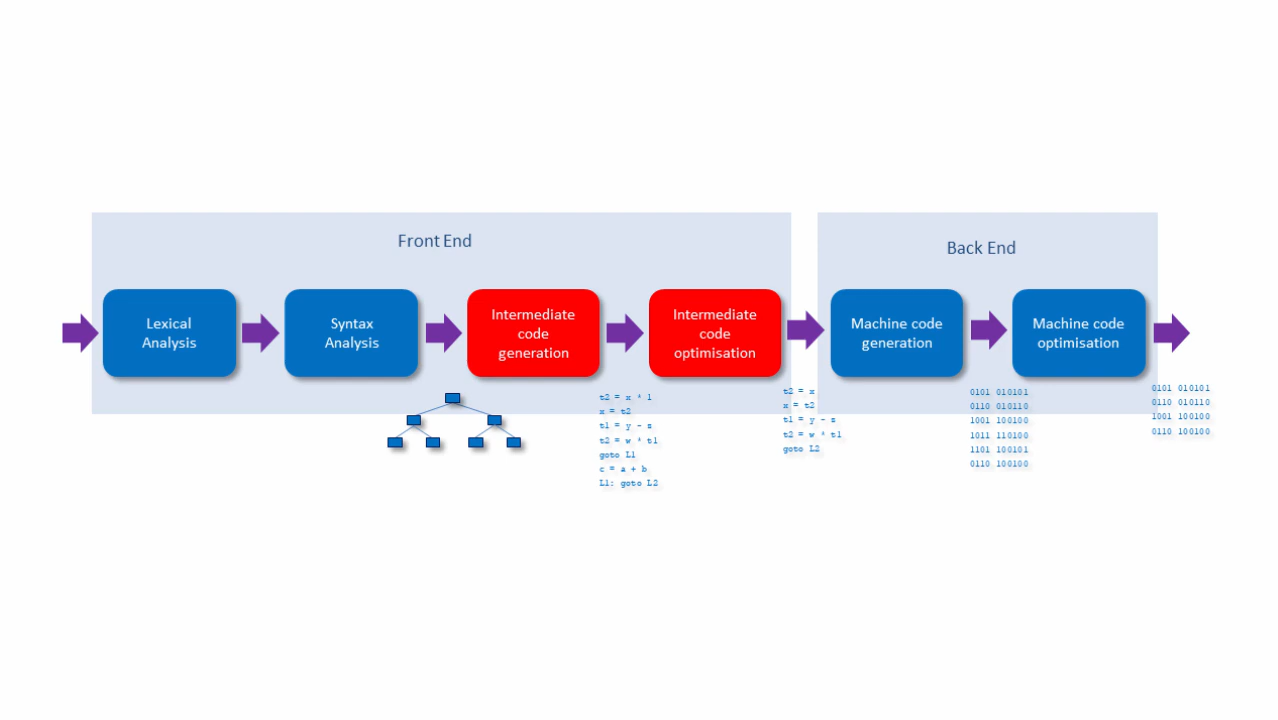 Front End
Back End
Lexical
Analysis
Syntax
Analysis
Intermediate
code
generation
Intermediate
code
optimisation
Machine code
generation
Machine code
optimisation
t2 = x * 1
x = t2
t1 = y - z
t2 = w * t1
goto L1
c = a + b
L1: goto L2
t2 = x
x = t2
t1 = y - z
t2 = w * t1
goto L2
0101 010101
0110 010110
1001 100100
1011 110100
1101 100101
0110 100100
0101 010101
0110 010110
1001 100100
0110 100100